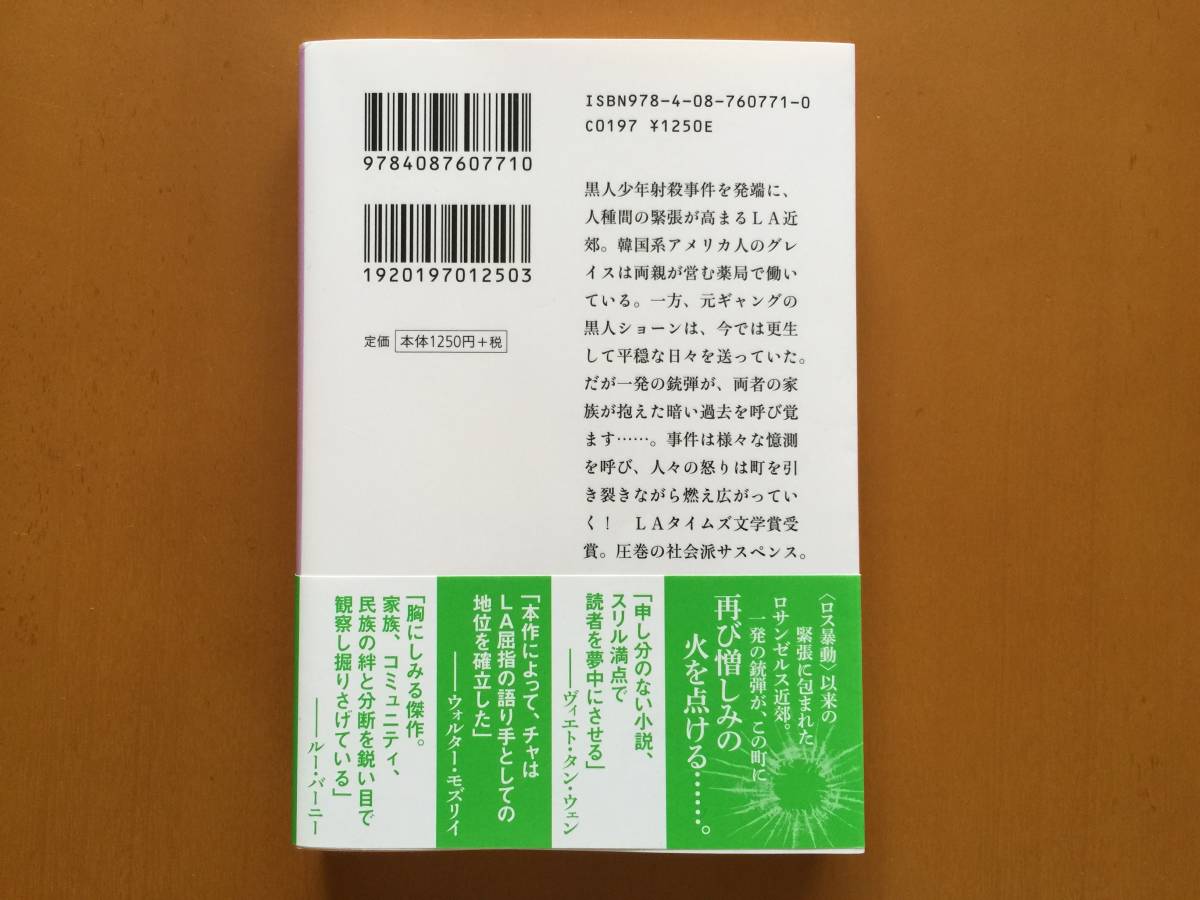 9784087607710
1920197012503
定価 本体1250円+税
ISBN978-4-08-760771-0
C0197 ¥1250E
黒人少年射殺事件を発端に、
人種間の緊張が高まるLA近
郊。韓国系アメリカ人のグレ
イスは両親が営む薬局で働い
ている。一方、元ギャングの
黒人ショーンは、今では更生
して平穏な日々を送っていた。
だが一発の銃弾が、両者の家
族が抱えた暗い過去を呼び覚
ます……。事件は様々な憶測
を呼び、人々の怒りは町を引
き裂きながら燃え広がってい
く！　LAタイムズ文学賞受
賞。圧巻の社会派サスペンス。
〈ロス暴動〉以来の
緊張に包まれた
ロサンゼルス近郊。
一発の銃弾が、この町に
再び憎しみの
火を点ける……。
「申し分のない小説、
スリル満点で
読者を夢中にさせる」
——ヴィエト・タン・ウェン
「本作によって、チャは
LA屈指の語り手としての
地位を確立した」
——ウォルター・モズリイ
「胸にしみる傑作。
家族、コミュニティ、
民族の絆と分断を鋭い目で
観察し掘りさげている」
——ルー・バーニー